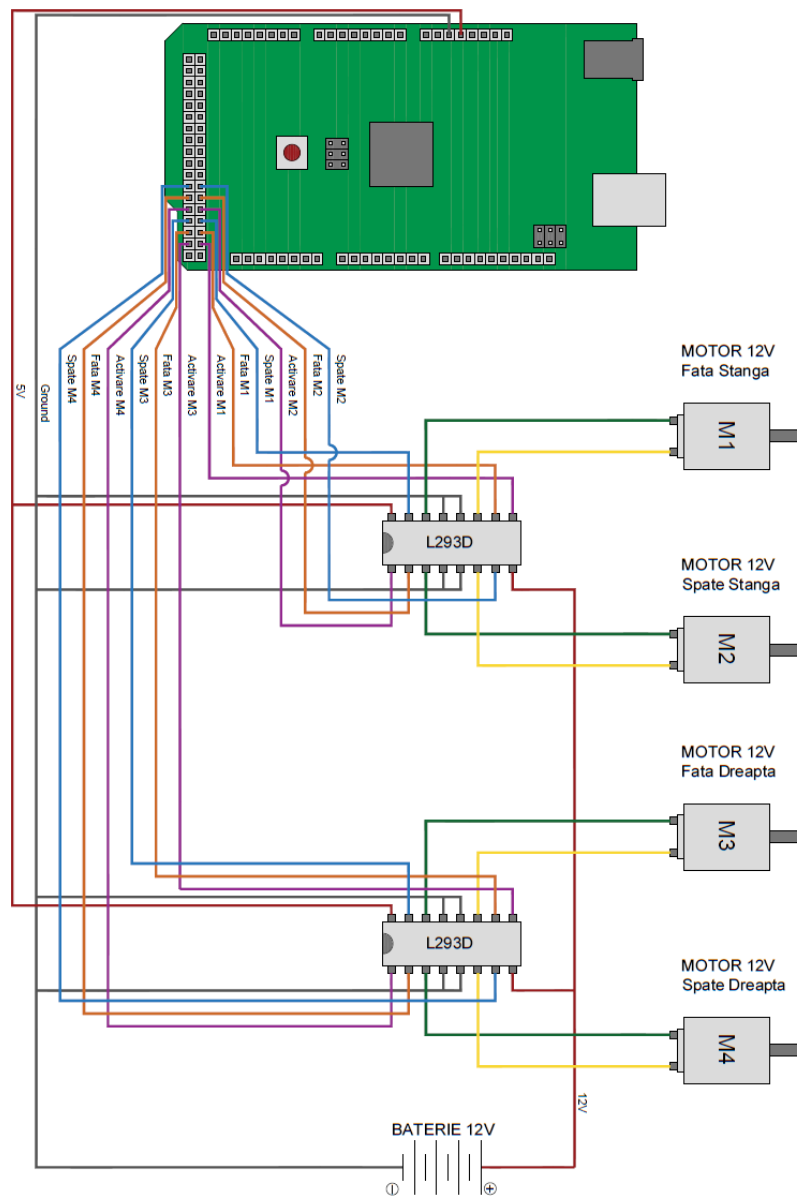 5V
Ground
Spate M4
Fata M4
Activare M4
Spate M3
Fata M3
Activare M3
Activare M1
Fata M1
Spate M1
Activare M2
Fata M2
Spate M2
MOTOR 12V
Fata Stanga
M1
L293D
MOTOR 12V
Spate Stanga
M2
MOTOR 12V
Fata Dreapta
M3
L293D
MOTOR 12V
Spate Dreapta
M4
12V
BATERIE 12V